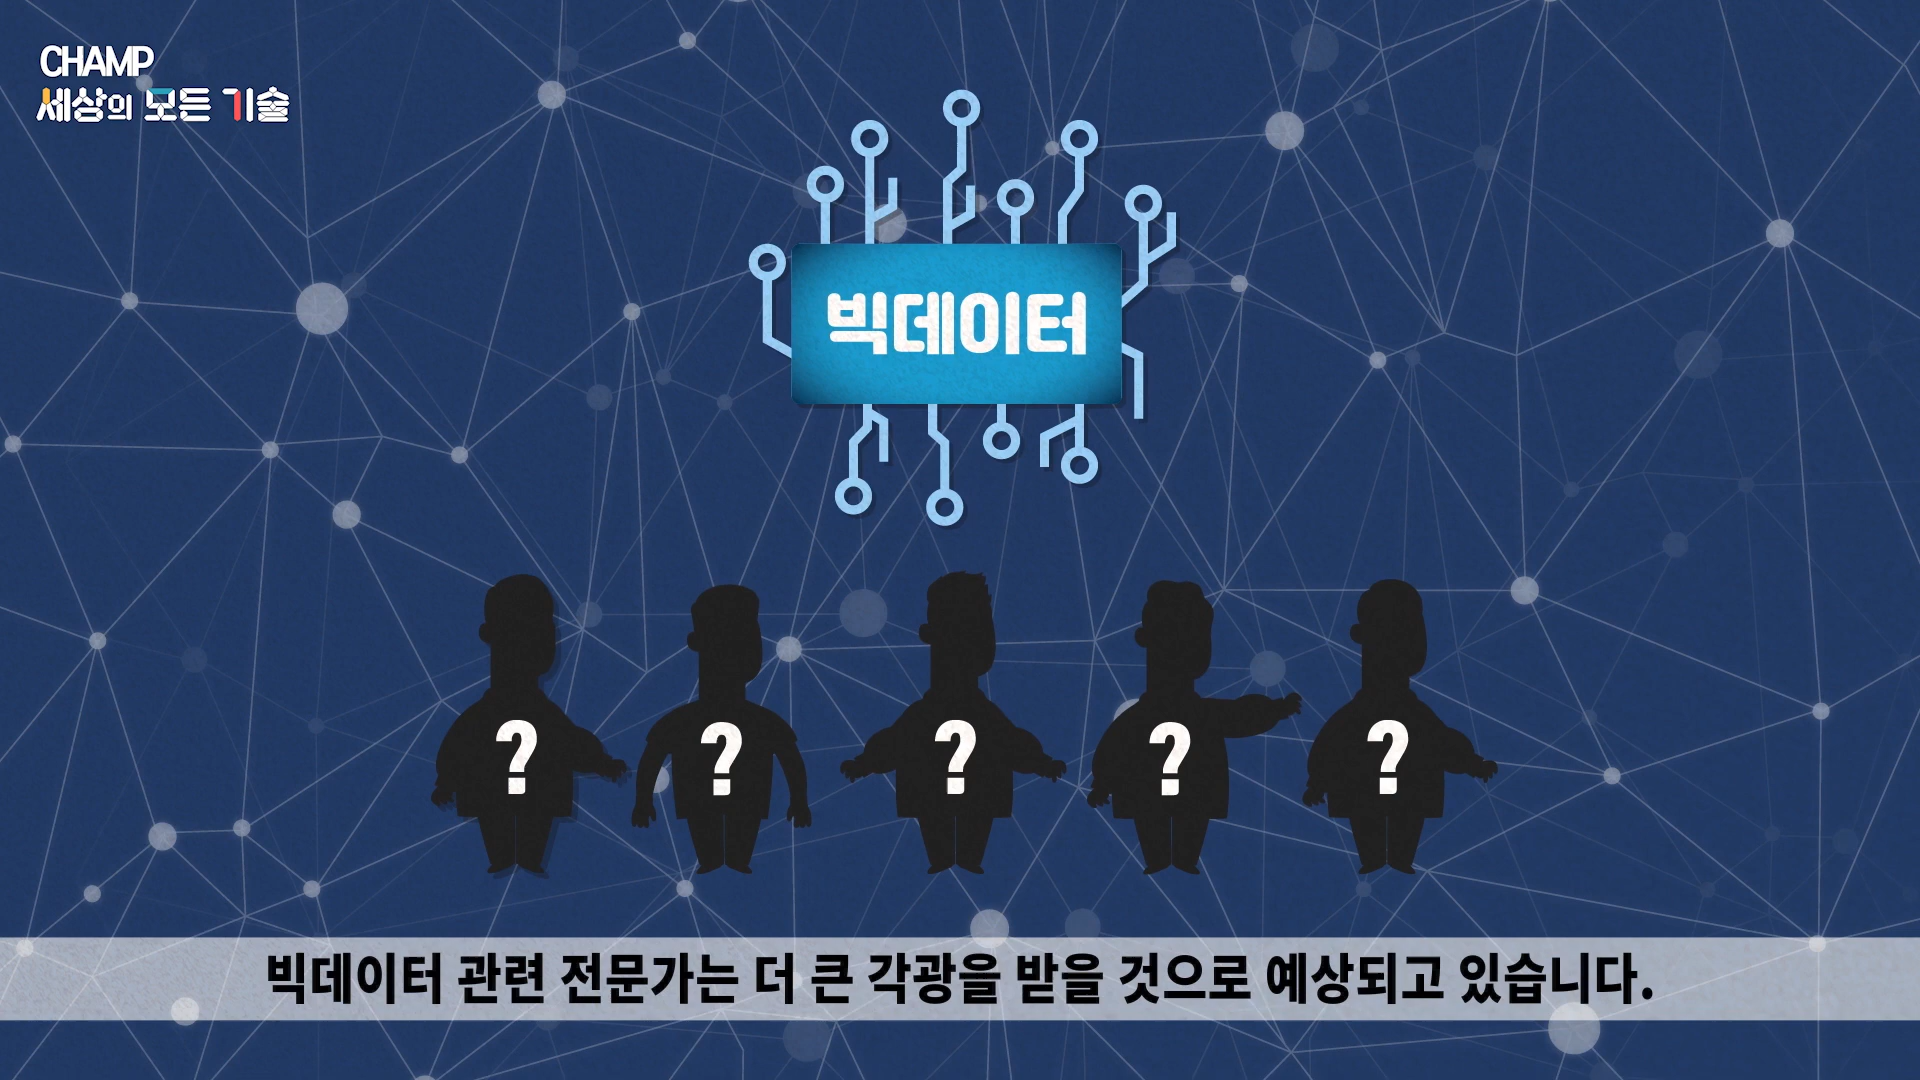 CHAMP
세상의 모든 기술
빅데이터
? ? ? ? ?
빅데이터 관련 전문가는 더 큰 각광을 받을 것으로 예상되고 있습니다.